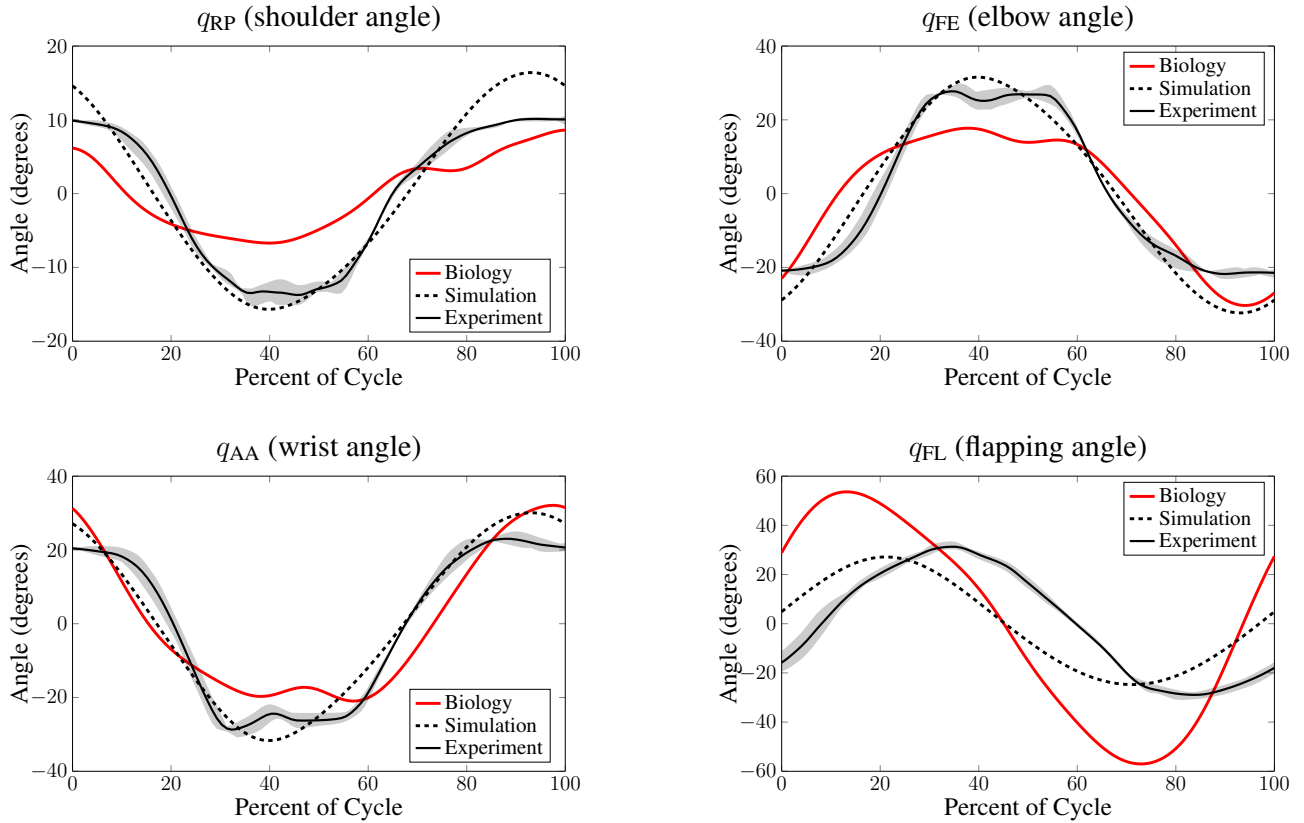 q_RP (shoulder angle)
20
10
0
−10
−20
Angle (degrees)
Biology
Simulation
Experiment
0 20 40 60 80 100
Percent of Cycle
q_FE (elbow angle)
40
20
0
−20
−40
Angle (degrees)
Biology
Simulation
Experiment
0 20 40 60 80 100
Percent of Cycle
q_AA (wrist angle)
40
20
0
−20
−40
Angle (degrees)
Biology
Simulation
Experiment
0 20 40 60 80 100
Percent of Cycle
q_FL (flapping angle)
60
40
20
0
−20
−40
−60
Angle (degrees)
Biology
Simulation
Experiment
0 20 40 60 80 100
Percent of Cycle